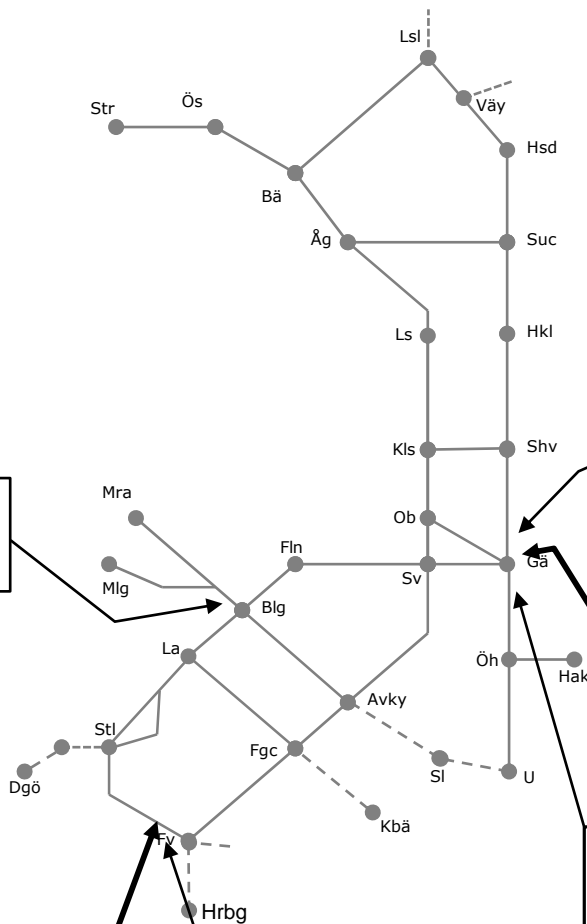 Lsl
Väy
Str
Ös
Hsd
Bä
Åg
Suc
Ls
Hkl
Kls
Shv
Mra
Ob
Fln
Mlg
Sv
Gä
Blg
La
Öh
Hak
Avky
Stl
Fgc
Sl
U
Dgö
Kbä
Fv
Hrbg